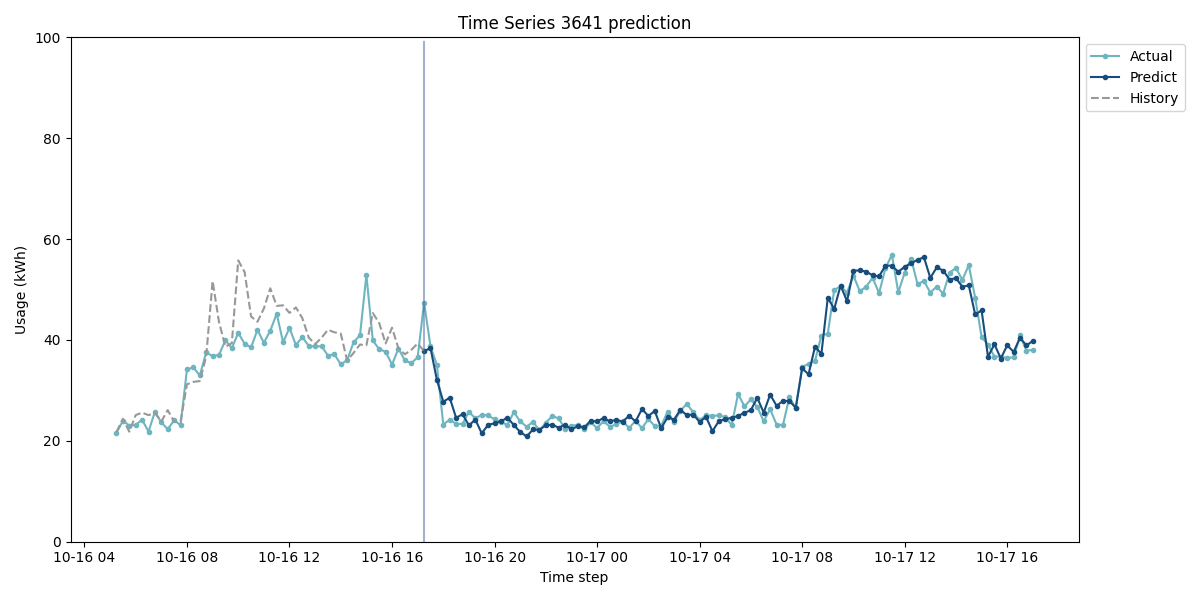 Time Series 3641 prediction
100
80
60
40
20
0
Usage (kWh)
10-16 04
10-16 08
10-16 12
10-16 16
10-16 20
10-17 00
10-17 04
10-17 08
10-17 12
10-17 16
Time step
Actual
Predict
History